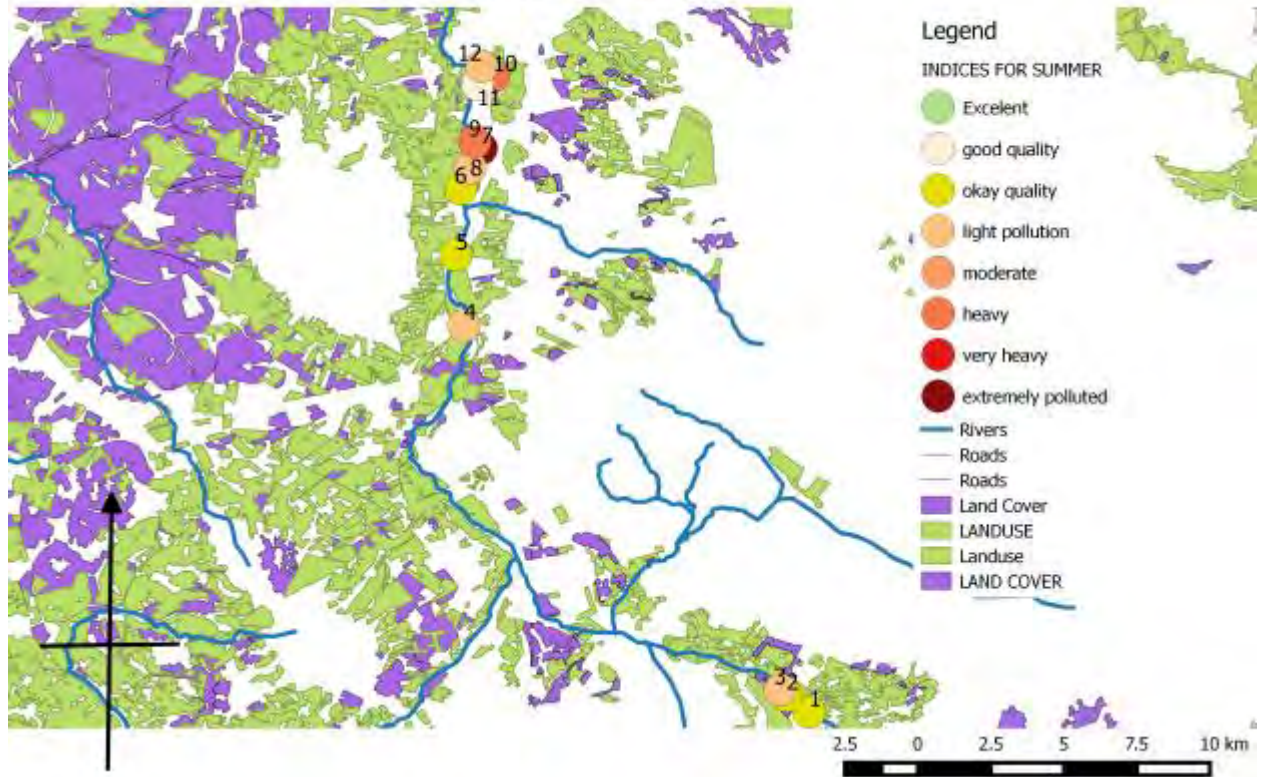 Legend
INDICES FOR SUMMER
Excelent
good quality
okay quality
light pollution
moderate
heavy
very heavy
extremely polluted
Rivers
Roads
Roads
Land Cover
LANDUSE
Landuse
LAND COVER
12
10
11
9
7
8
6
5
4
3
2
1
2.5 0 2.5 5 7.5 10 km